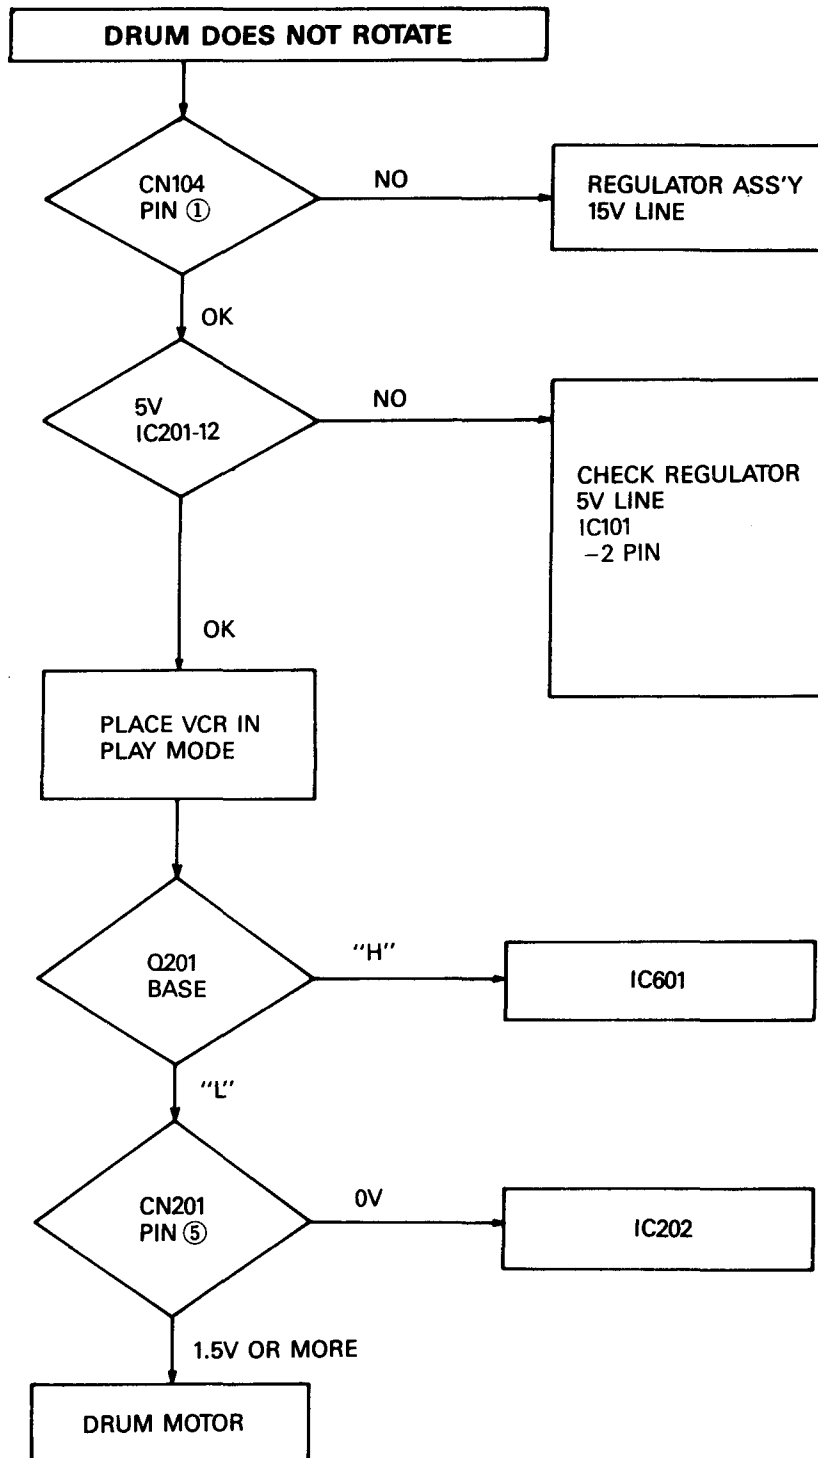 DRUM DOES NOT ROTATE
CN104
PIN ①
NO
REGULATOR ASS'Y
15V LINE
OK
5V
IC201-12
NO
CHECK REGULATOR
5V LINE
IC101
−2 PIN
OK
PLACE VCR IN
PLAY MODE
Q201
BASE
"H"
IC601
"L"
CN201
PIN ⑤
0V
IC202
1.5V OR MORE
DRUM MOTOR